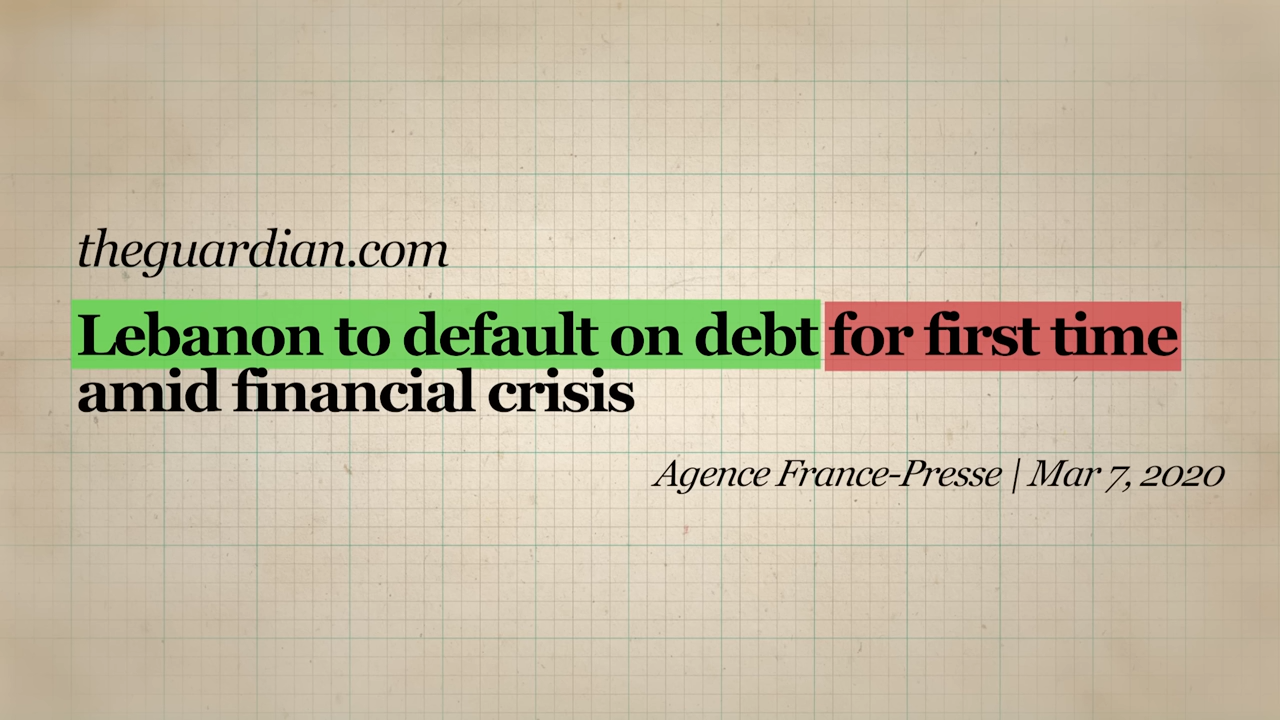 theguardian.com
Lebanon to default on debt for first time
amid financial crisis
Agence France-Presse | Mar 7, 2020